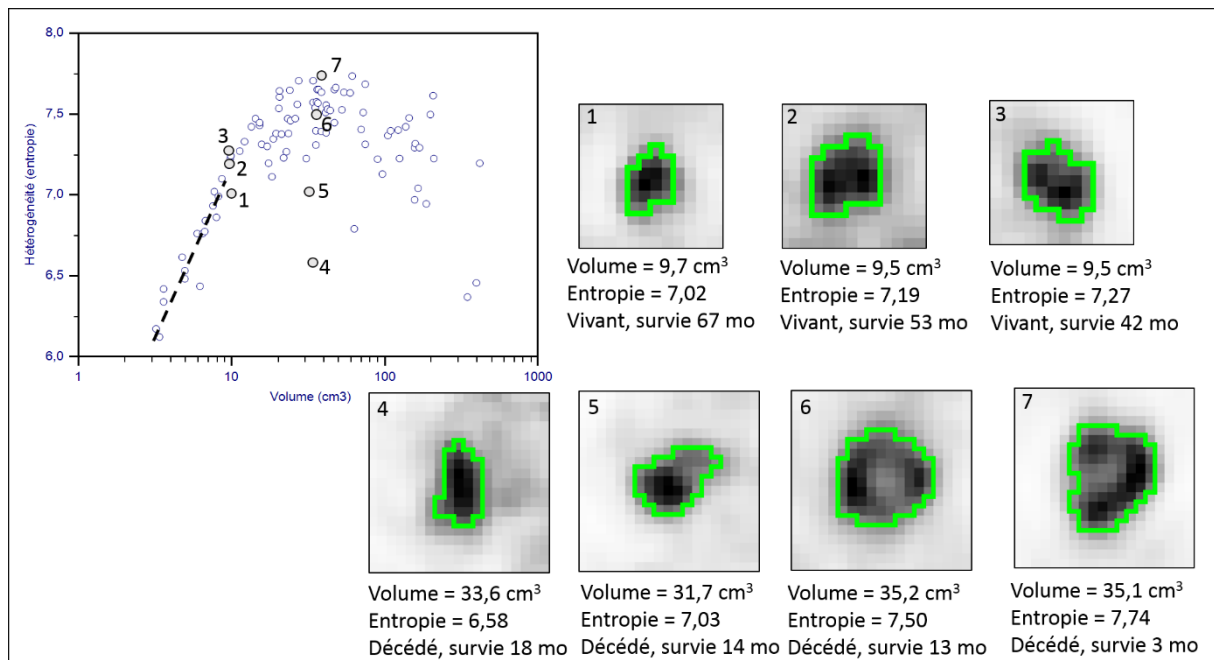 8,0
7,5
7,0
6,5
6,0
Hétérogénéité (entropie)
1
10
100
1000
Volume (cm3)
7
6
3
2
1
5
4
1
Volume = 9,7 cm³
Entropie = 7,02
Vivant, survie 67 mo
2
Volume = 9,5 cm³
Entropie = 7,19
Vivant, survie 53 mo
3
Volume = 9,5 cm³
Entropie = 7,27
Vivant, survie 42 mo
4
Volume = 33,6 cm³
Entropie = 6,58
Décédé, survie 18 mo
5
Volume = 31,7 cm³
Entropie = 7,03
Décédé, survie 14 mo
6
Volume = 35,2 cm³
Entropie = 7,50
Décédé, survie 13 mo
7
Volume = 35,1 cm³
Entropie = 7,74
Décédé, survie 3 mo